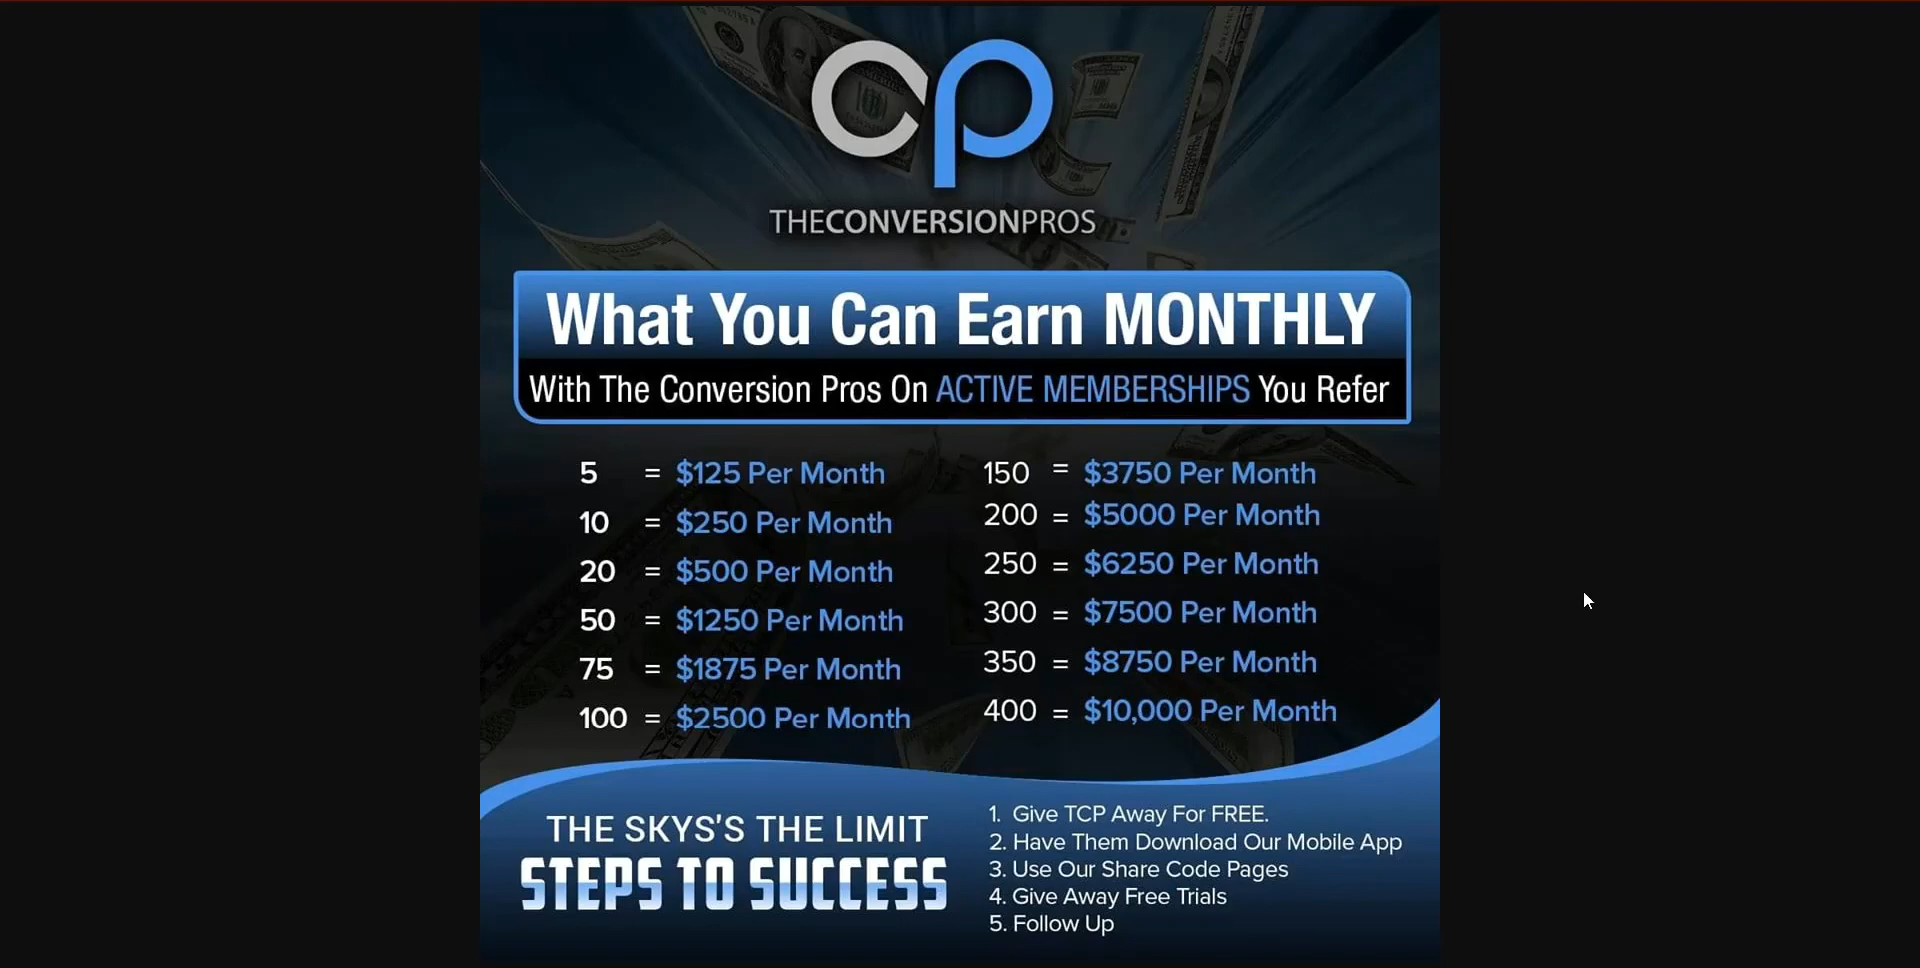 cp
THECONVERSIONPROS
What You Can Earn MONTHLY
With The Conversion Pros On ACTIVE MEMBERSHIPS You Refer
5 = $125 Per Month
10 = $250 Per Month
20 = $500 Per Month
50 = $1250 Per Month
75 = $1875 Per Month
100 = $2500 Per Month
150 = $3750 Per Month
200 = $5000 Per Month
250 = $6250 Per Month
300 = $7500 Per Month
350 = $8750 Per Month
400 = $10,000 Per Month
THE SKYS'S THE LIMIT
STEPS TO SUCCESS
1. Give TCP Away For FREE.
2. Have Them Download Our Mobile App
3. Use Our Share Code Pages
4. Give Away Free Trials
5. Follow Up